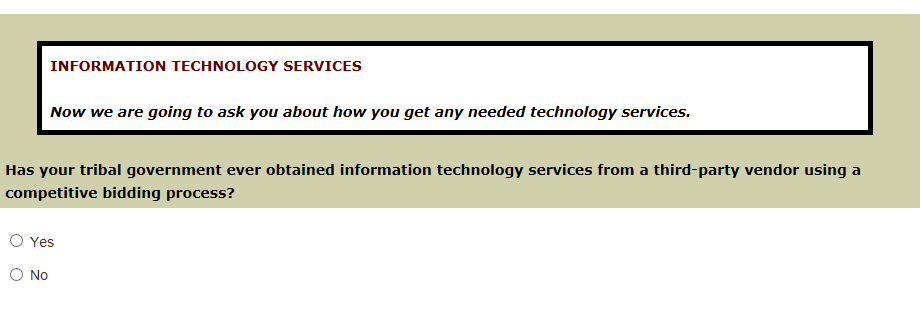 INFORMATION TECHNOLOGY SERVICES
Now we are going to ask you about how you get any needed technology services.
Has your tribal government ever obtained information technology services from a third-party vendor using a
competitive bidding process?
Yes
No